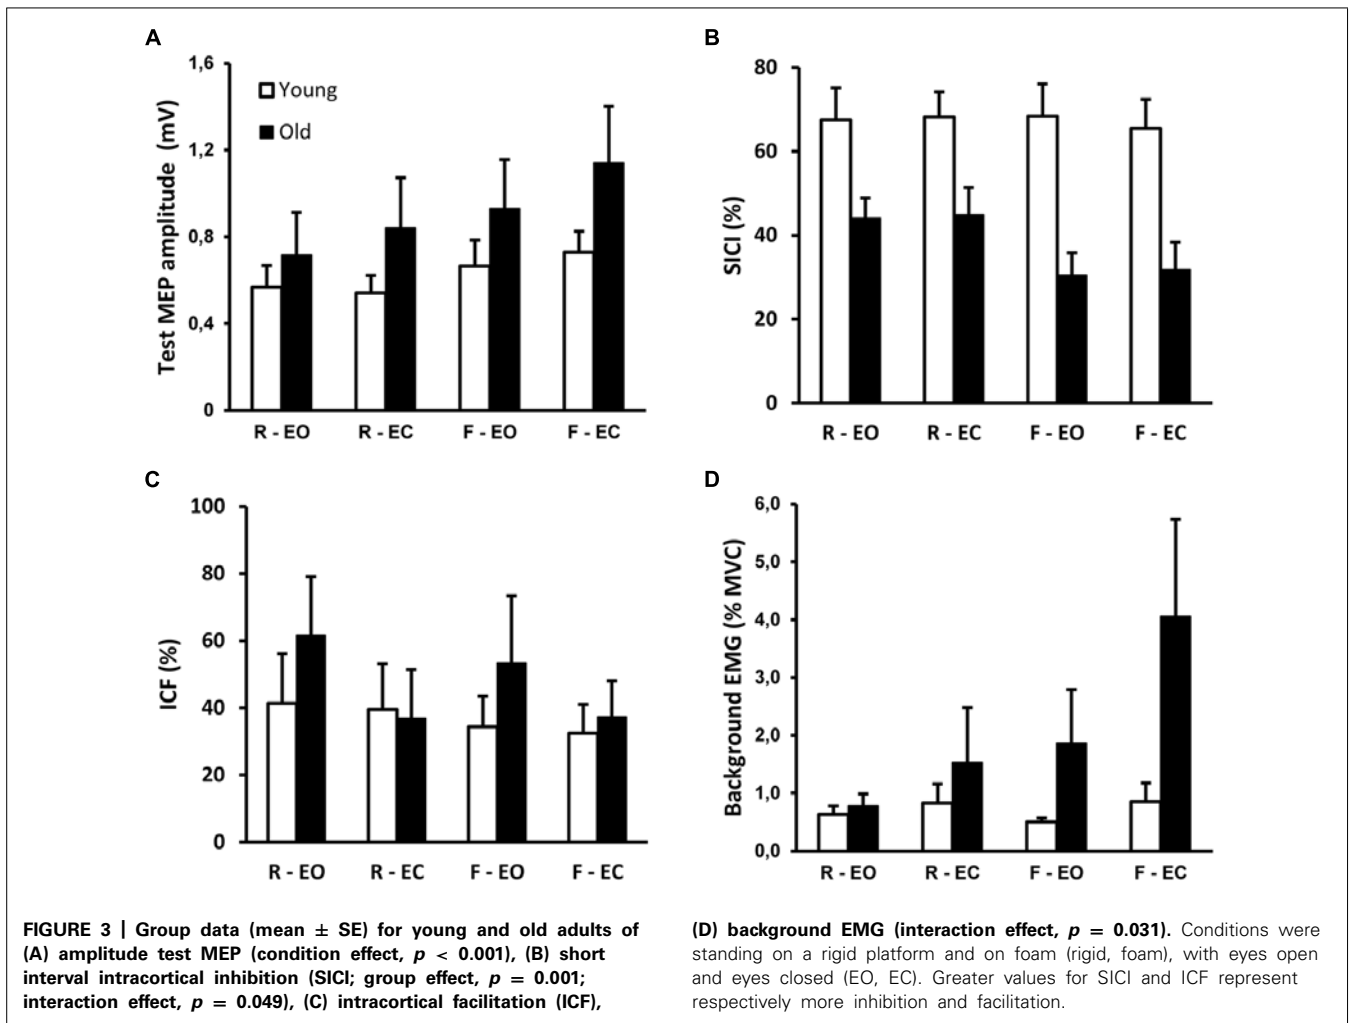 A
1,6
1,2
0,8
0,4
0
Test MEP amplitude (mV)
Young
Old
R - EO R - EC F - EO F - EC
B
80
60
40
20
0
SICI (%)
R - EO R - EC F - EO F - EC
C
100
80
60
40
20
0
ICF (%)
R - EO R - EC F - EO F - EC
D
6,0
5,0
4,0
3,0
2,0
1,0
0,0
Background EMG (% MVC)
R - EO R - EC F - EO F - EC
FIGURE 3 | Group data (mean ± SE) for young and old adults of
(A) amplitude test MEP (condition effect, p < 0.001), (B) short
interval intracortical inhibition (SICI; group effect, p = 0.001;
interaction effect, p = 0.049), (C) intracortical facilitation (ICF),
(D) background EMG (interaction effect, p = 0.031). Conditions were
standing on a rigid platform and on foam (rigid, foam), with eyes open
and eyes closed (EO, EC). Greater values for SICI and ICF represent
respectively more inhibition and facilitation.